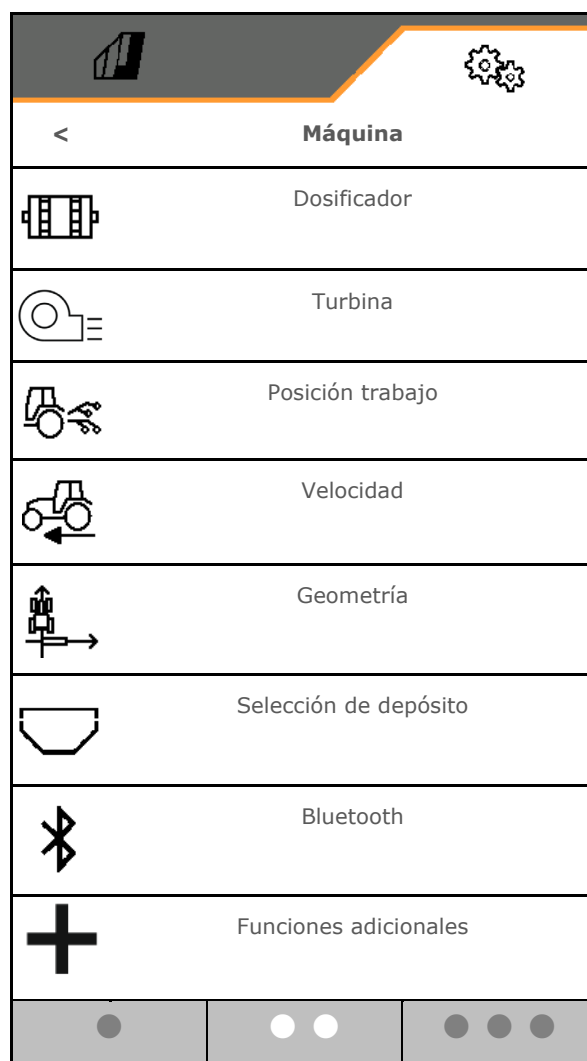 < Máquina
Dosificador
Turbina
Posición trabajo
Velocidad
Geometría
Selección de depósito
Bluetooth
Funciones adicionales